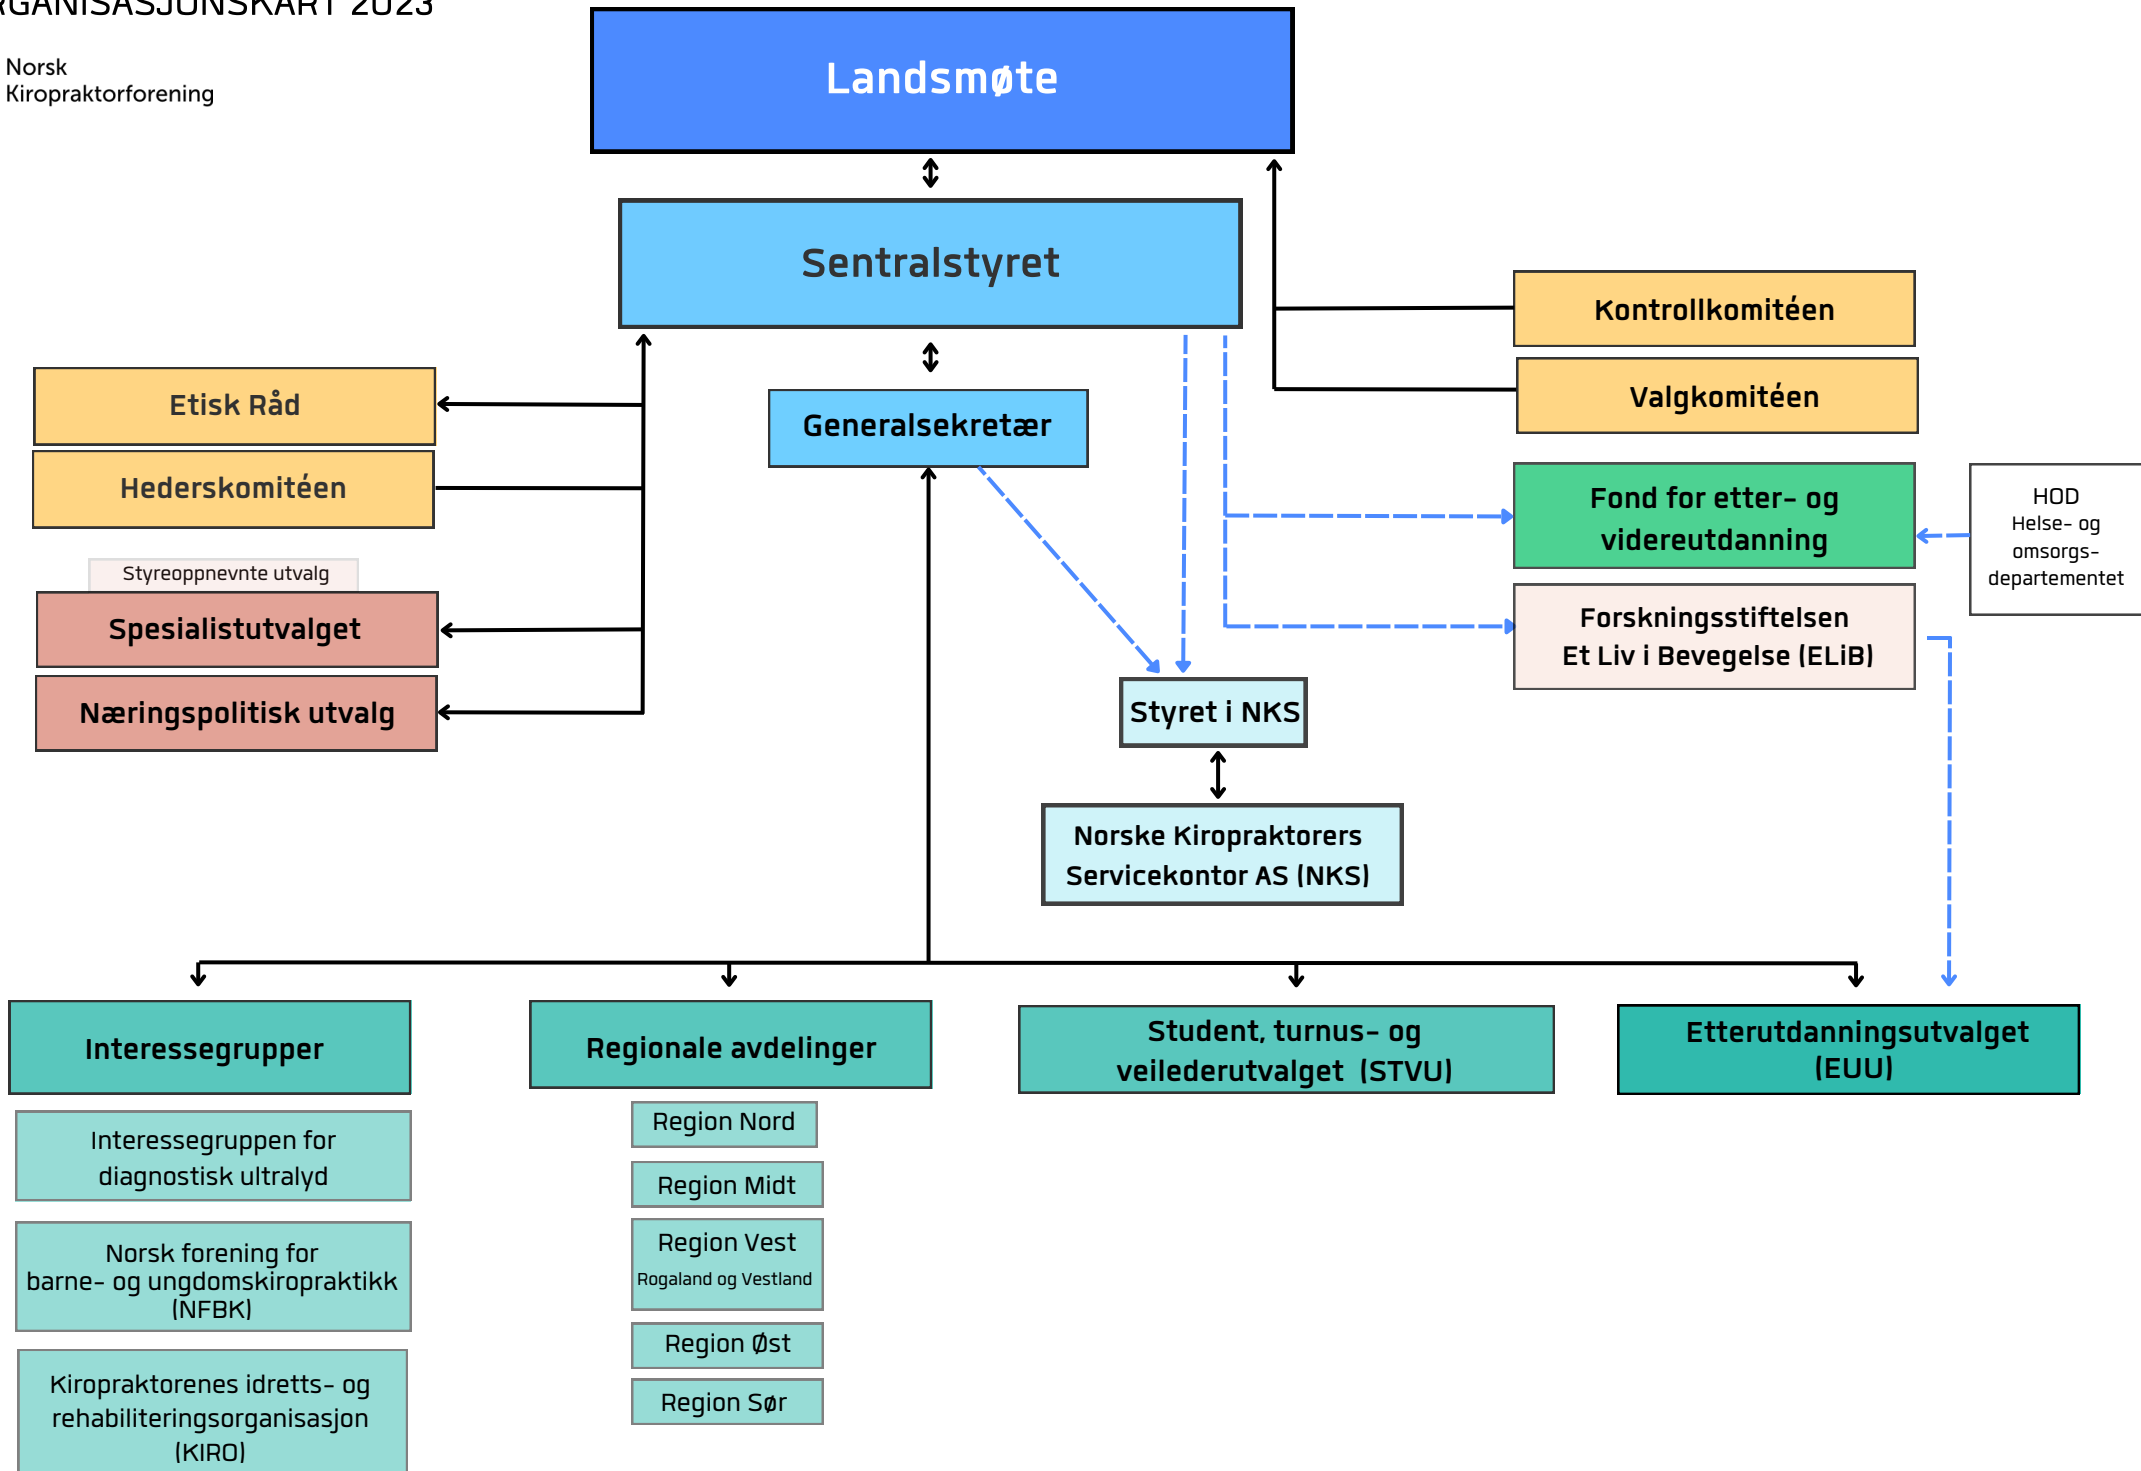 RGANISASJONSKART 2023
Norsk
Kiropraktorforening
Landsmøte
Sentralstyret
Kontrollkomitéen
Valgkomitéen
Etisk Råd
Hederskomitéen
Generalsekretær
Fond for etter- og
videreutdanning
HOD
Helse- og
omsorgs-
departementet
Styreoppnevnte utvalg
Spesialistutvalget
Næringspolitisk utvalg
Forskningsstiftelsen
Et Liv i Bevegelse (ELiB)
Styret i NKS
Norske Kiropraktorers
Servicekontor AS (NKS)
Interessegrupper
Interessegruppen for
diagnostisk ultralyd
Norsk forening for
barne- og ungdomskiropraktikk
(NFBK)
Kiropraktorenes idretts- og
rehabiliteringsorganisasjon
(KIRO)
Regionale avdelinger
Region Nord
Region Midt
Region Vest
Rogaland og Vestland
Region Øst
Region Sør
Student, turnus- og
veilederutvalget (STVU)
Etterutdanningsutvalget
(EUU)